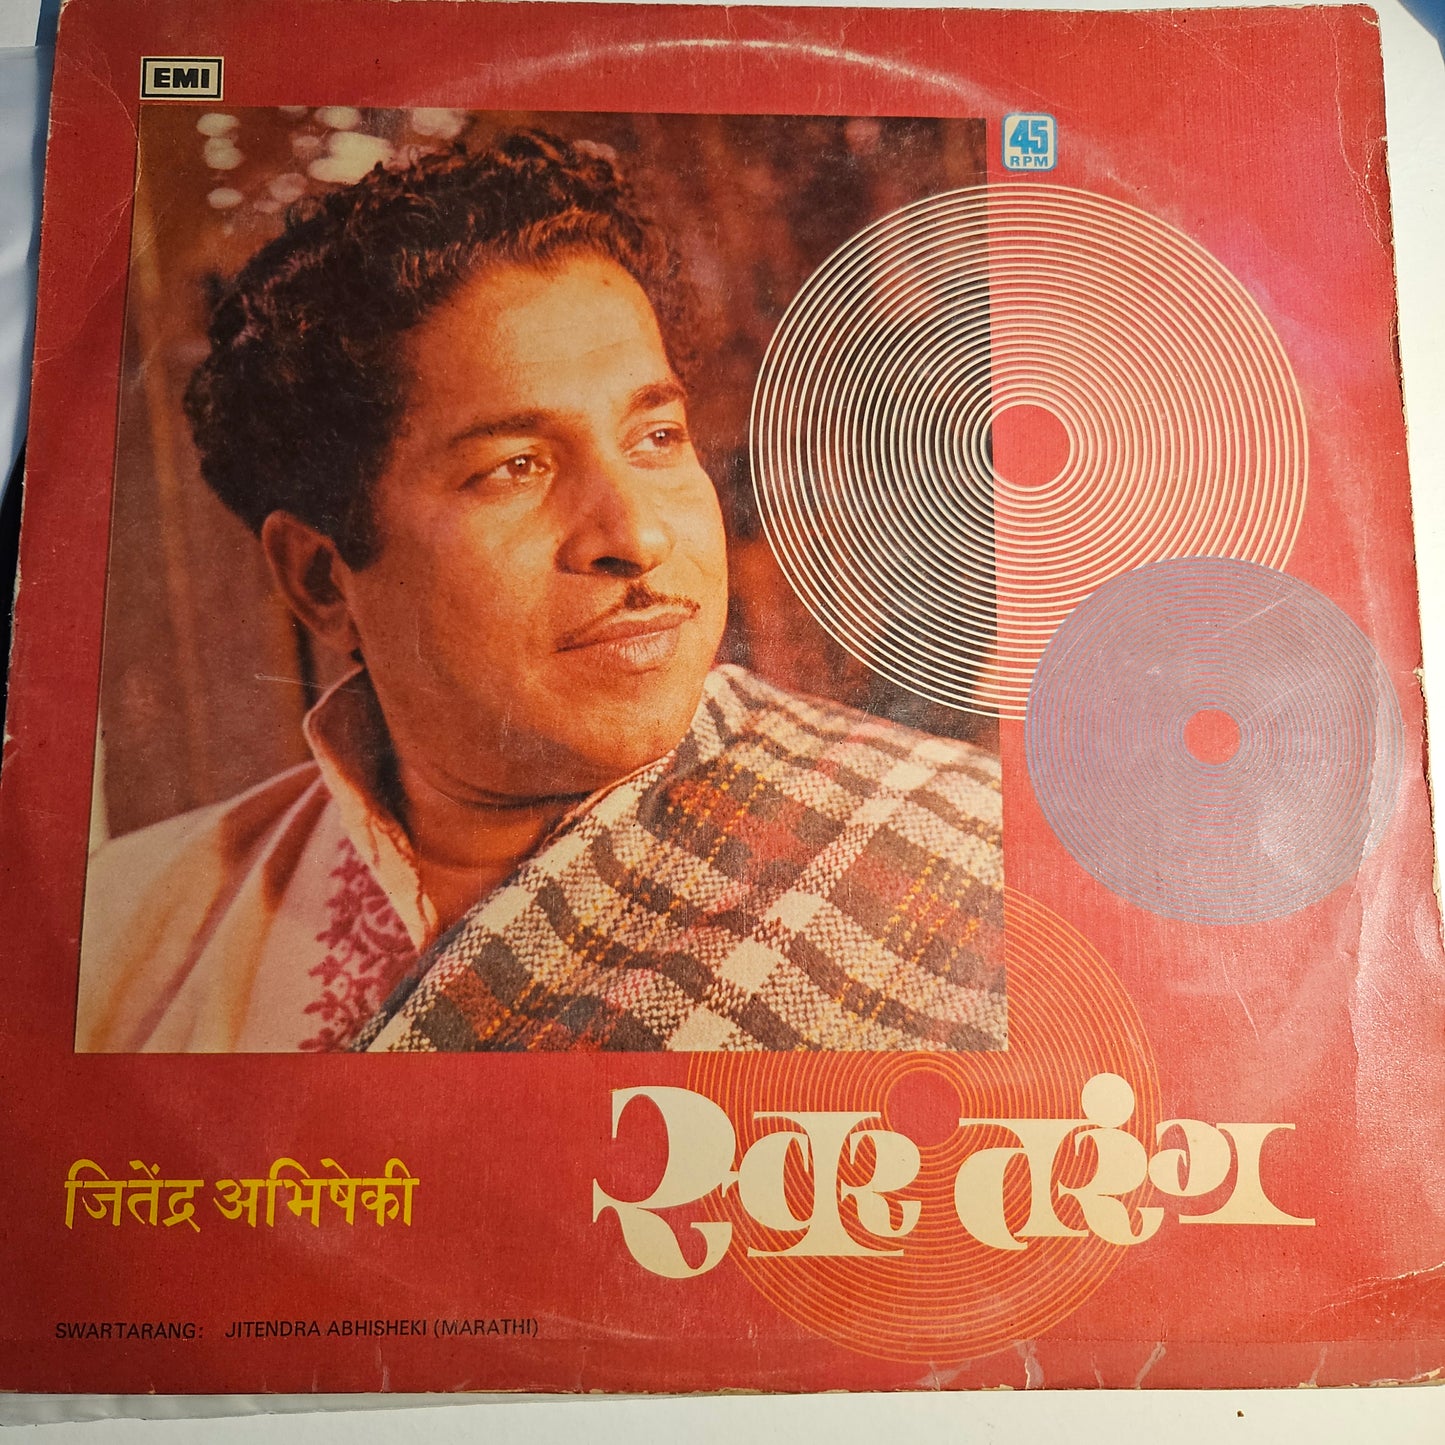 EMI
45
RPM
स्वर तरंग
जितेंद्र अभिषेकी
SWARTARANG: JITENDRA ABHISHEKI (MARATHI)